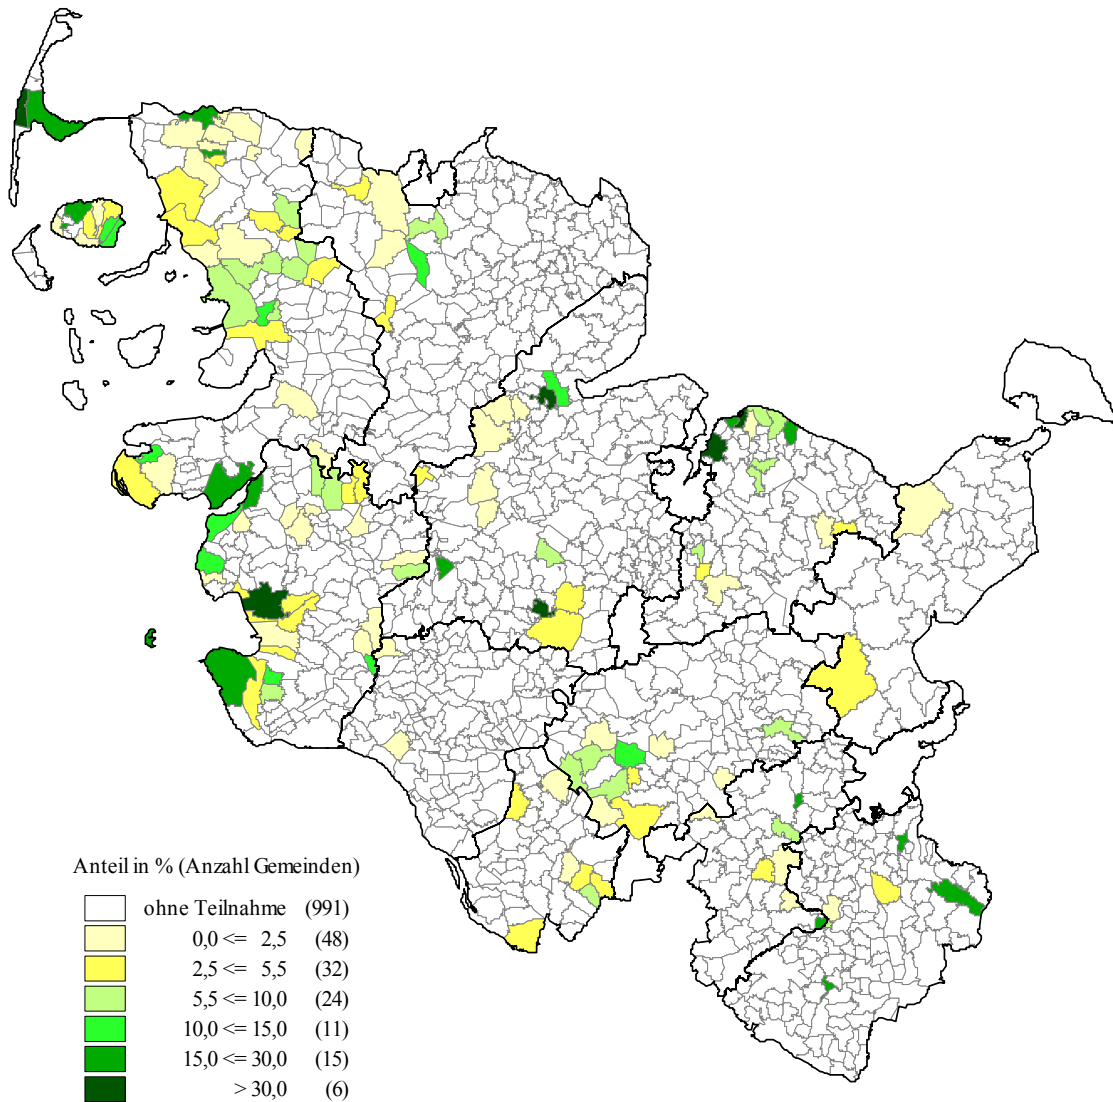 Anteil in % (Anzahl Gemeinden)
ohne Teilnahme (991)
0,0 <= 2,5 (48)
2,5 <= 5,5 (32)
5,5 <= 10,0 (24)
10,0 <= 15,0 (11)
15,0 <= 30,0 (15)
> 30,0 (6)